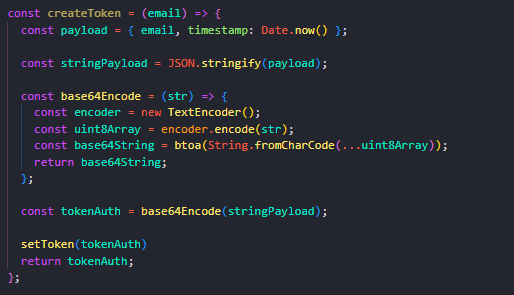 const createToken = (email) => {
  const payload = { email, timestamp: Date.now() };

  const stringPayload = JSON.stringify(payload);

  const base64Encode = (str) => {
    const encoder = new TextEncoder();
    const uint8Array = encoder.encode(str);
    const base64String = btoa(String.fromCharCode(...uint8Array));
    return base64String;
  };

  const tokenAuth = base64Encode(stringPayload);

  setToken(tokenAuth)
  return tokenAuth;
};